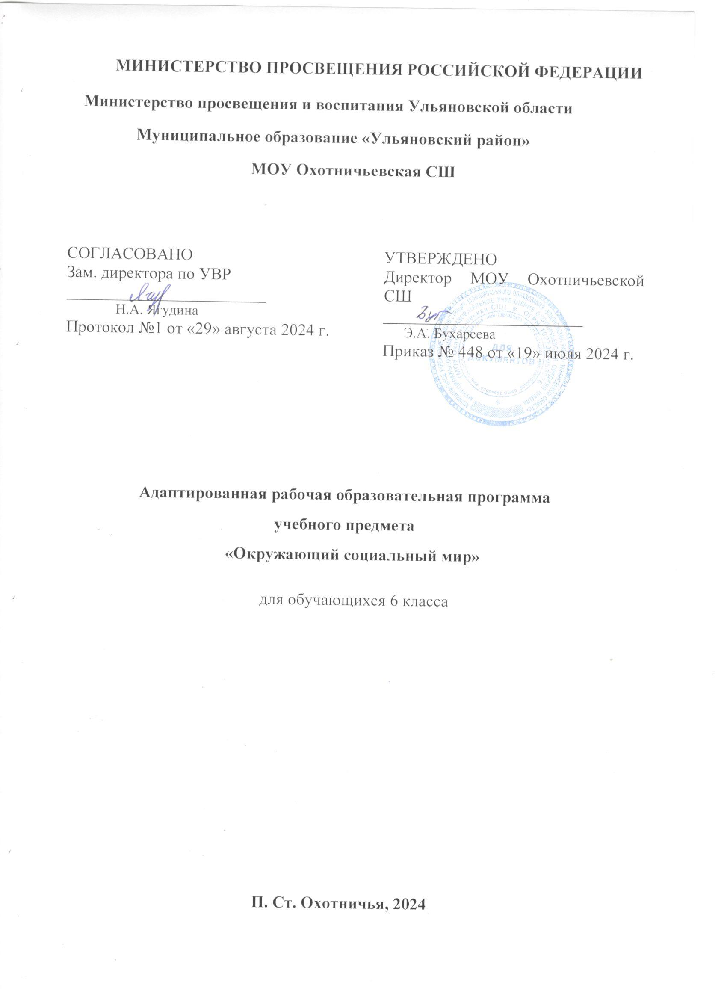 МИНИСТЕРСТВО ПРОСВЕЩЕНИЯ РОССИЙСКОЙ ФЕДЕРАЦИИ
Министерство просвещения и воспитания Ульяновской области
Муниципальное образование «Ульяновский район»
МОУ Охотничьевская СШ
СОГЛАСОВАНО
Зам. директора по УВР
Н.А. Ягудина
Протокол №1 от «29» августа 2024 г.
УТВЕРЖДЕНО
Директор МОУ Охотничьевской
СШ
Э.А. Бухареева
Приказ № 448 от «19» июля 2024 г.
ДЛЯ
ДОКУМЕНТОВ
Адаптированная рабочая образовательная программа
учебного предмета
«Окружающий социальный мир»
для обучающихся 6 класса
П. Ст. Охотничья, 2024